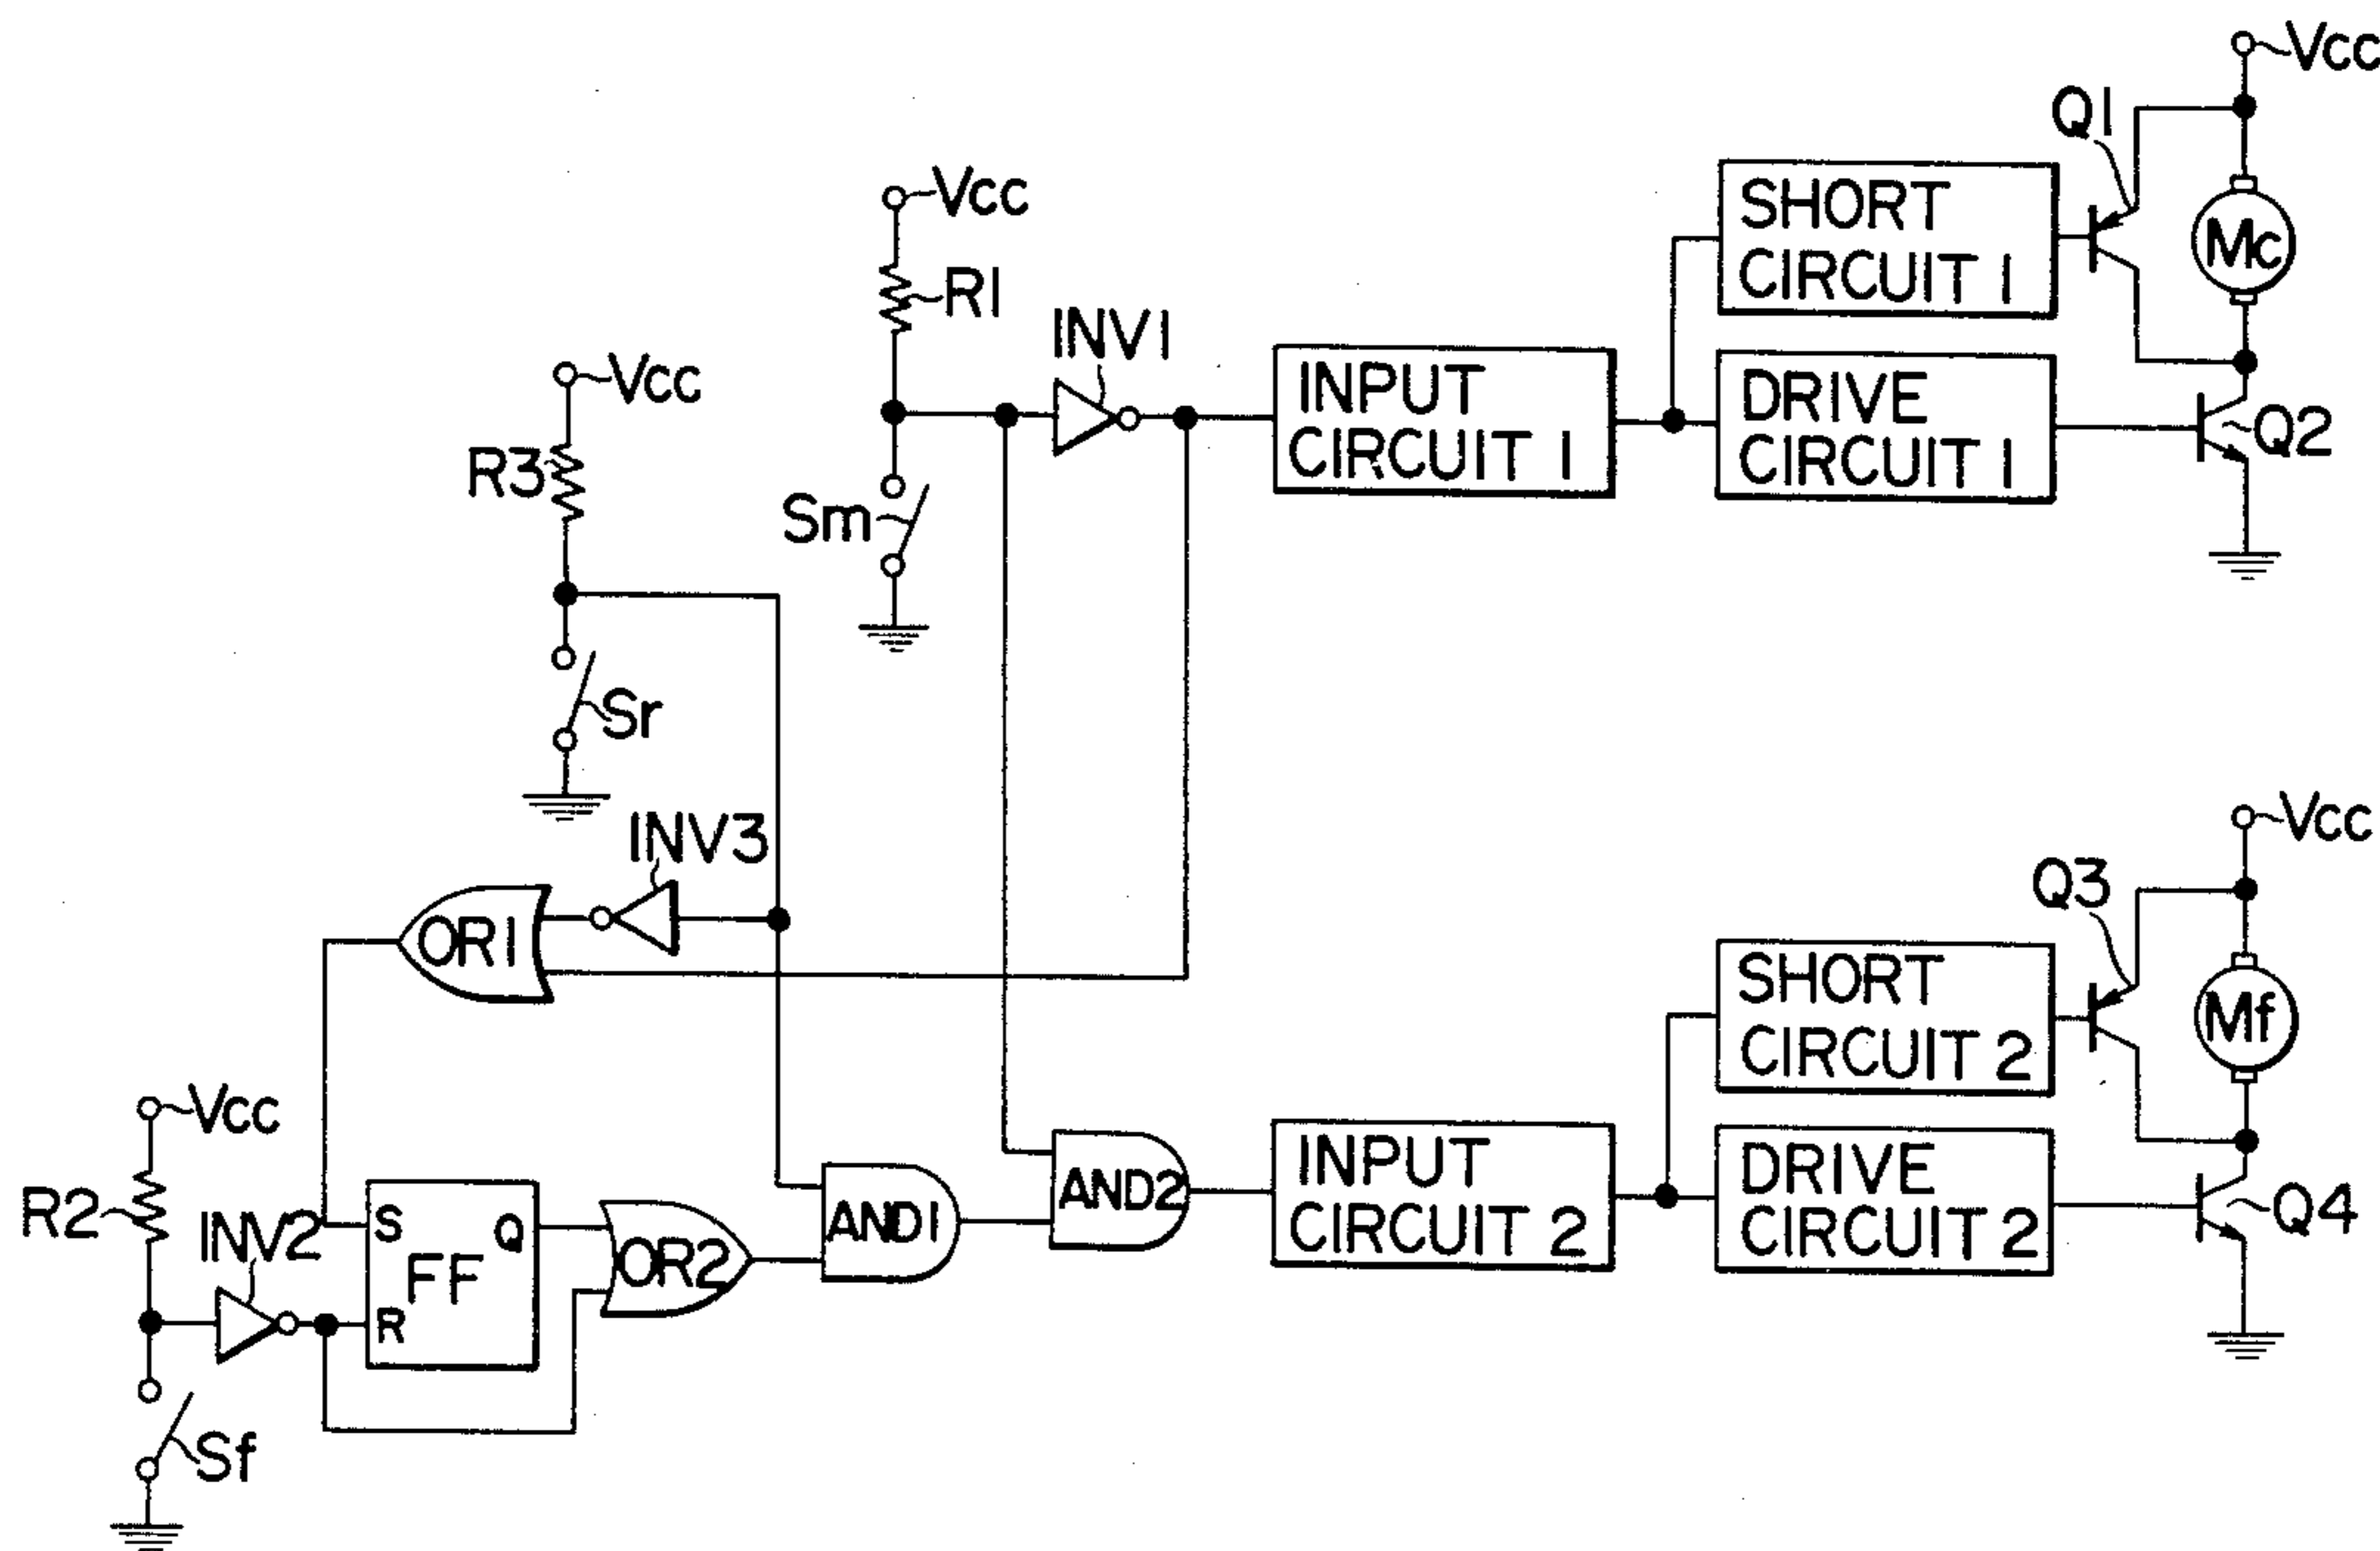 Vcc
Q1
Vcc
SHORT
CIRCUIT 1
Mc
R1
INV1
Vcc
INPUT
CIRCUIT 1
DRIVE
CIRCUIT 1
Q2
R3
Sm
Sr
INV3
Vcc
Q3
OR1
SHORT
CIRCUIT 2
Mf
Vcc
R2
INV2
S
Q
FF
R
OR2
AND1
AND2
INPUT
CIRCUIT 2
DRIVE
CIRCUIT 2
Q4
Sf